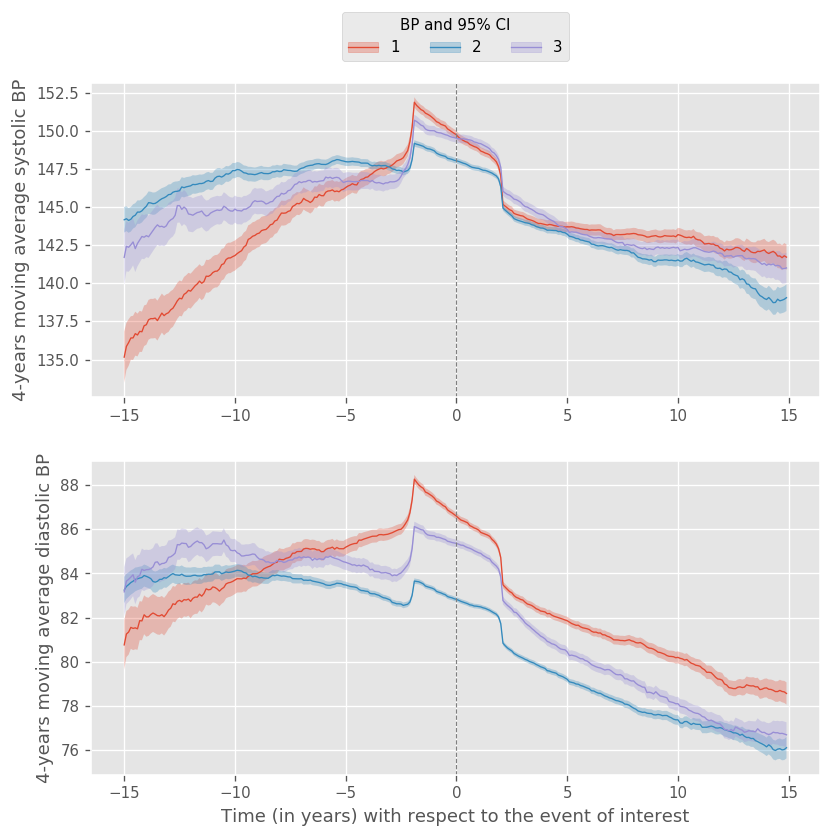 BP and 95% CI
1 2 3
4-years moving average systolic BP
152.5
150.0
147.5
145.0
142.5
140.0
137.5
135.0
−15 −10 −5 0 5 10 15
4-years moving average diastolic BP
88
86
84
82
80
78
76
−15 −10 −5 0 5 10 15
Time (in years) with respect to the event of interest